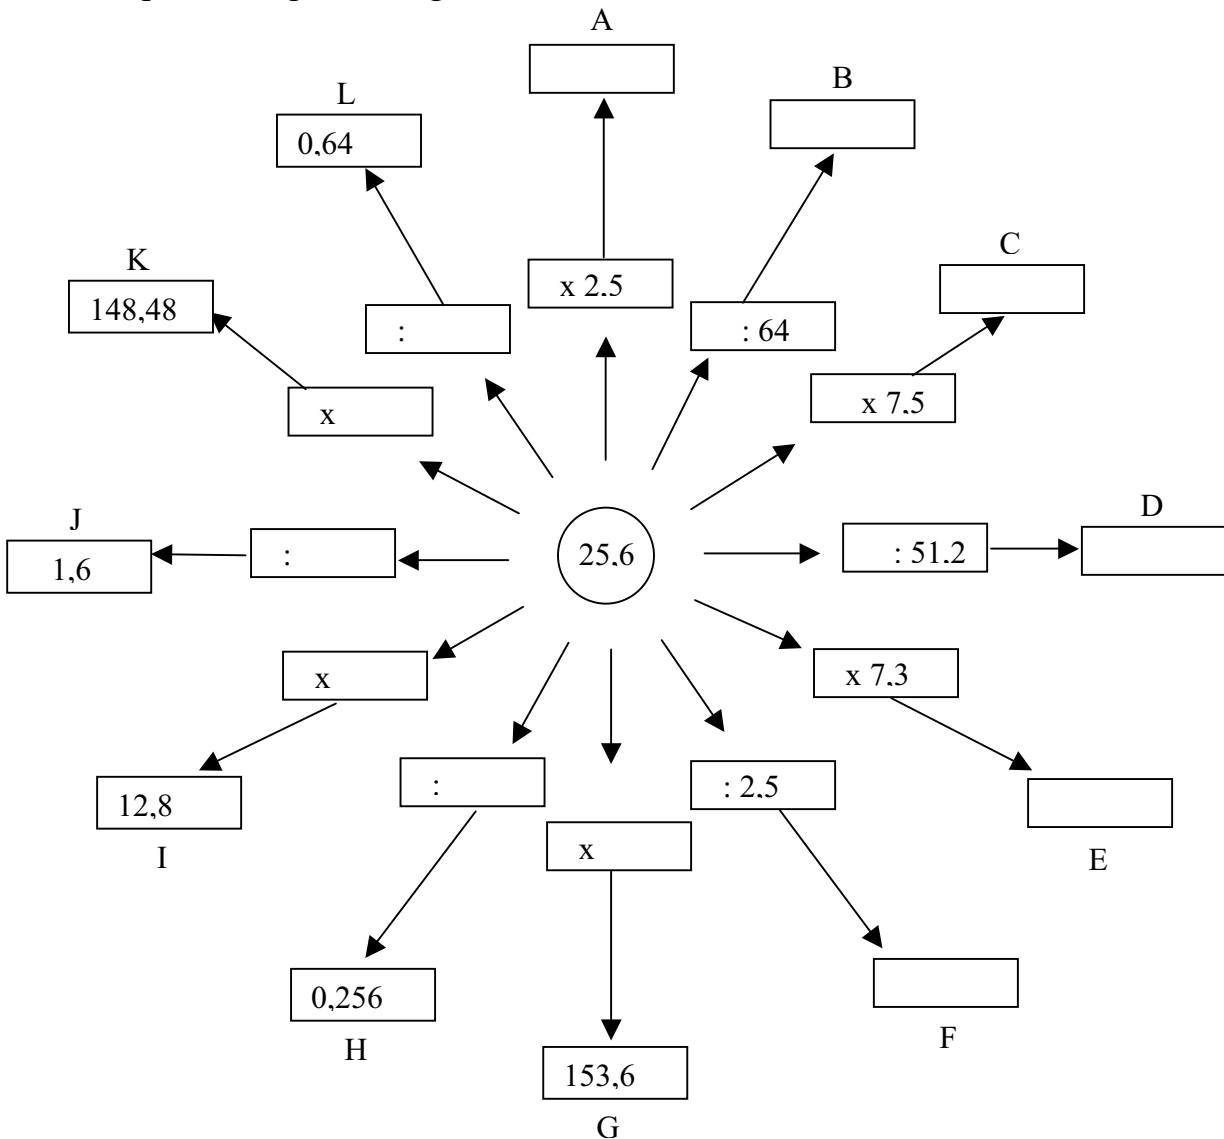 A
B
L
0,64
C
K
x 2,5
148,48
:
: 64
x
x 7,5
J
D
25,6
: 51,2
:
1,6
x
x 7,3
12,8
:
: 2,5
I
x
E
0,256
H
F
153,6
G